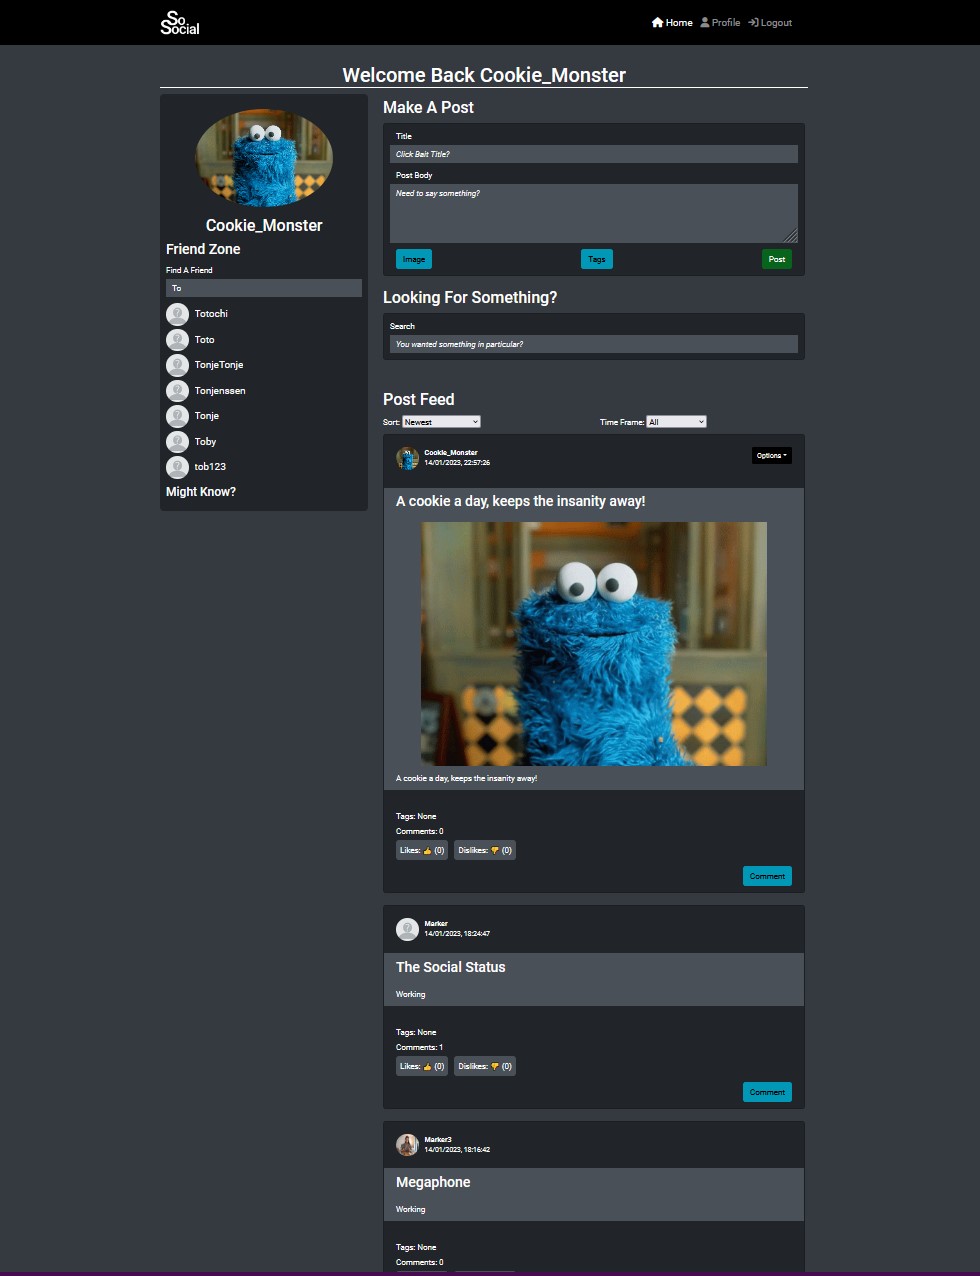 So
Social
Home Profile Logout
Welcome Back Cookie_Monster
Cookie_Monster
Friend Zone
Find A Friend
To
Totochi
Toto
TonjeTonje
Tonjenssen
Tonje
Toby
tob123
Might Know?
Make A Post
Title
Click Bait Title?
Post Body
Need to say something?
Image Tags Post
Looking For Something?
Search
You wanted something in particular?
Post Feed
Sort: Newest Time Frame: All
Cookie_Monster
14/01/2023, 22:57:26
Options
A cookie a day, keeps the insanity away!
A cookie a day, keeps the insanity away!
Tags: None
Comments: 0
Likes: 👍 (0) Dislikes: 👎 (0)
Comment
Marker
14/01/2023, 18:24:47
The Social Status
Working
Tags: None
Comments: 1
Likes: 👍 (0) Dislikes: 👎 (0)
Comment
Marker3
14/01/2023, 18:16:42
Megaphone
Working
Tags: None
Comments: 0